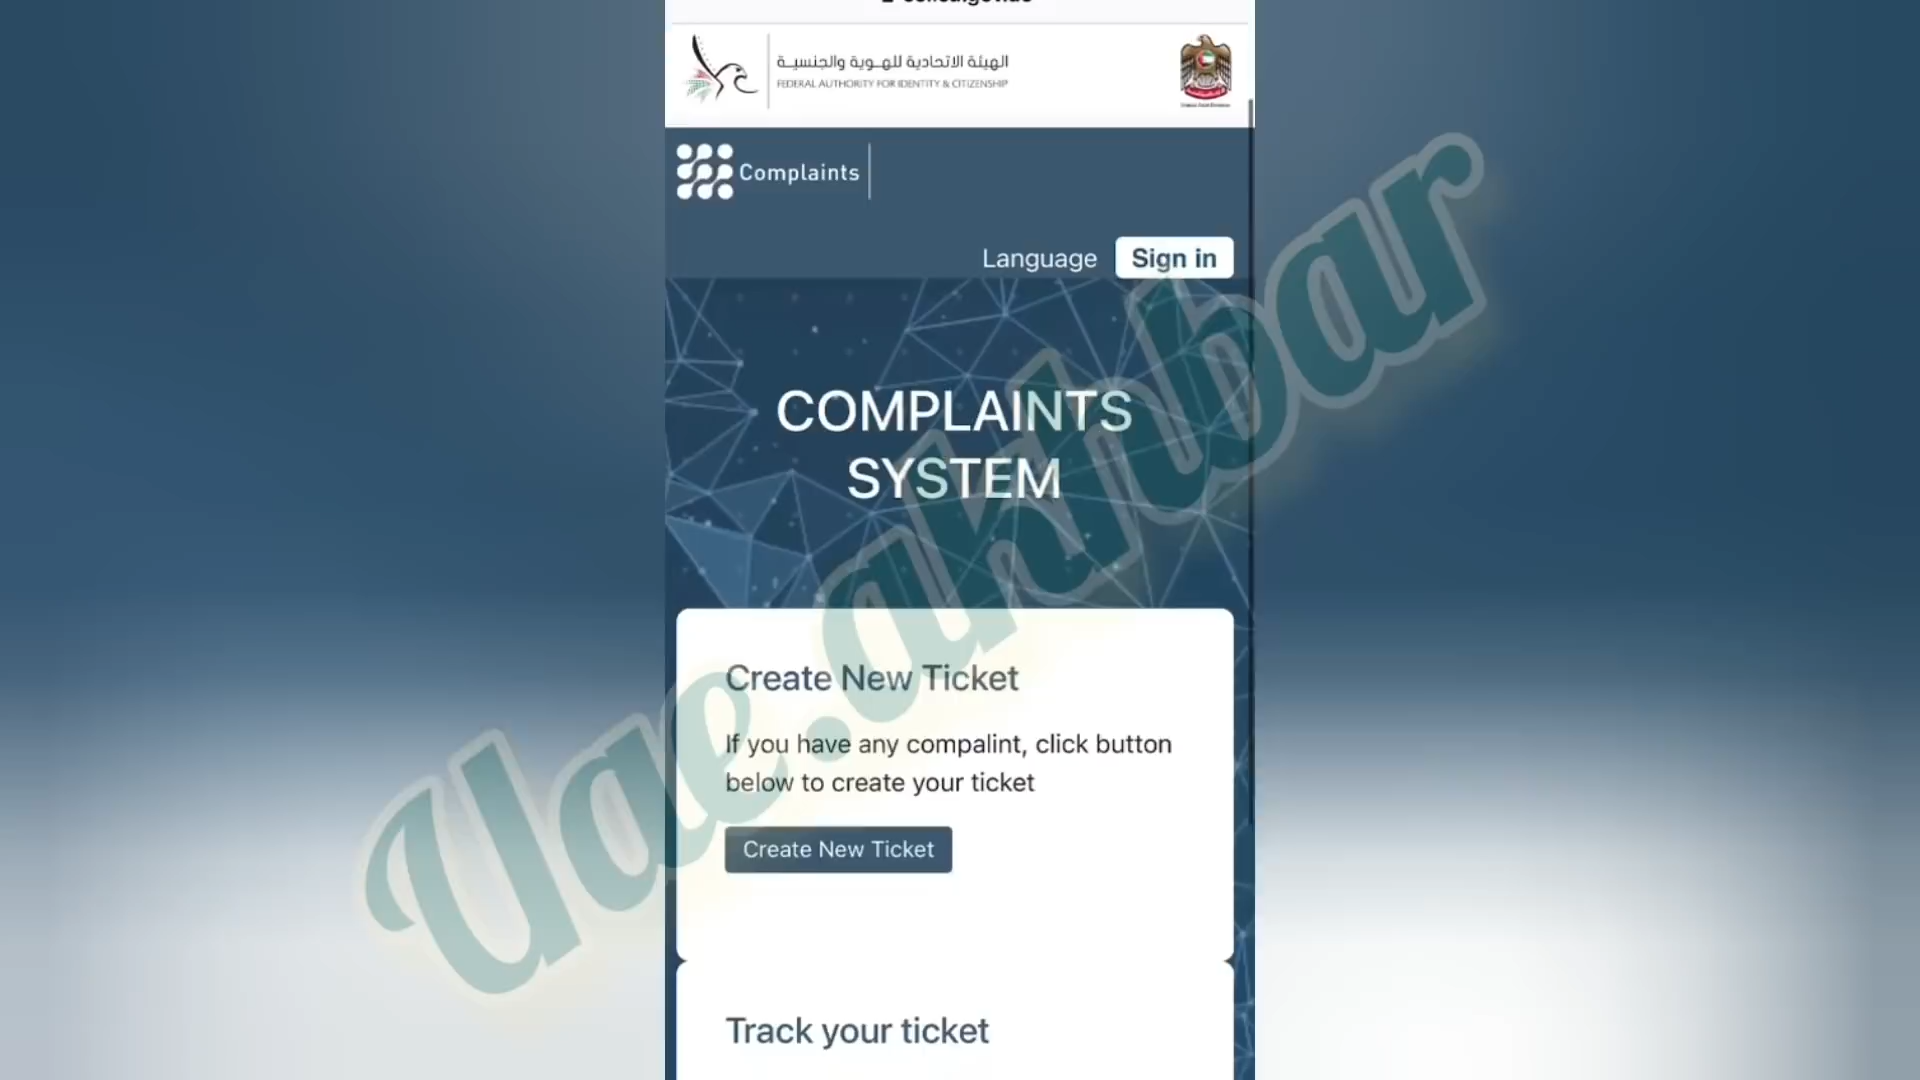 الهيئة الاتحادية للهوية والجنسية
FEDERAL AUTHORITY FOR IDENTITY & CITIZENSHIP
Complaints
Language
Sign in
COMPLAINTS
SYSTEM
Create New Ticket
If you have any compalint, click button
below to create your ticket
Create New Ticket
Track your ticket
Uae.akhbar